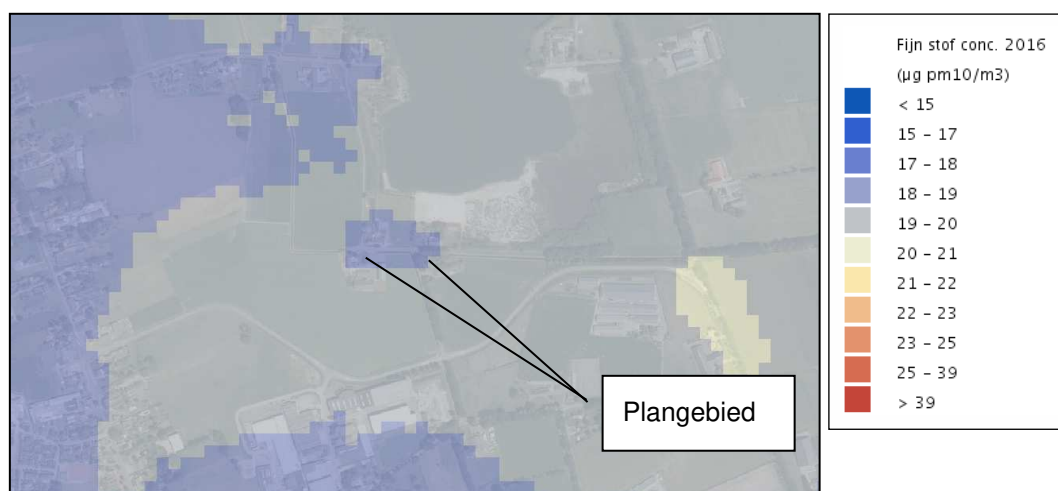 Fijn stof conc. 2016
(µg pm10/m3)
< 15
15 – 17
17 – 18
18 – 19
19 – 20
20 – 21
21 – 22
22 – 23
23 – 25
25 – 39
> 39
Plangebied